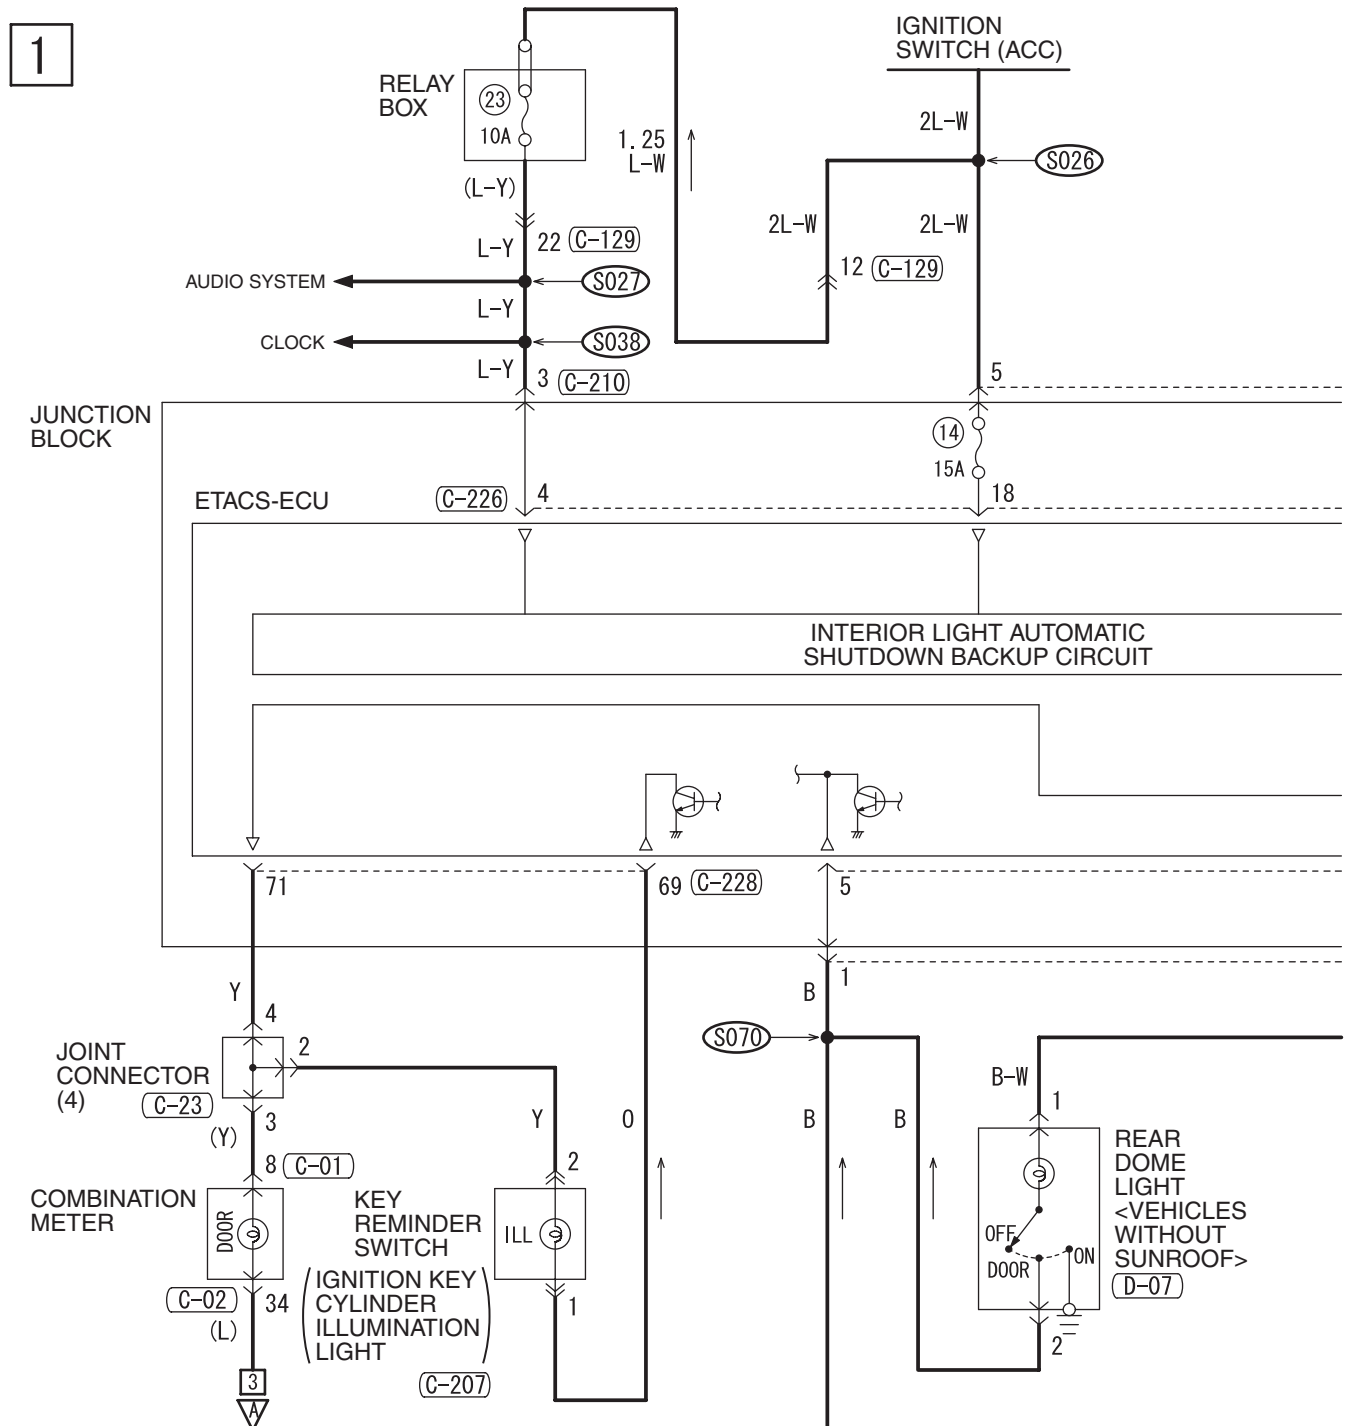 1
IGNITION
SWITCH (ACC)
RELAY
BOX
23
10A
2L-W
1.25
L-W
S026
(L-Y)
2L-W
2L-W
L-Y
22
C-129
12
C-129
AUDIO SYSTEM
S027
L-Y
CLOCK
S038
L-Y
3
C-210
5
JUNCTION
BLOCK
14
15A
ETACS-ECU
C-226
4
18
INTERIOR LIGHT AUTOMATIC
SHUTDOWN BACKUP CIRCUIT
71
69
C-228
5
1
Y
B
4
S070
JOINT
CONNECTOR
(4)
2
C-23
B-W
1
3
(Y)
Y
O
B
B
8
C-01
2
REAR
DOME
LIGHT
<VEHICLES
WITHOUT
SUNROOF>
D-07
COMBINATION
METER
DOOR
KEY
REMINDER
SWITCH
(IGNITION KEY
CYLINDER
ILLUMINATION
LIGHT)
ILL
OFF
DOOR
ON
C-02
34
(L)
1
2
C-207
3
A